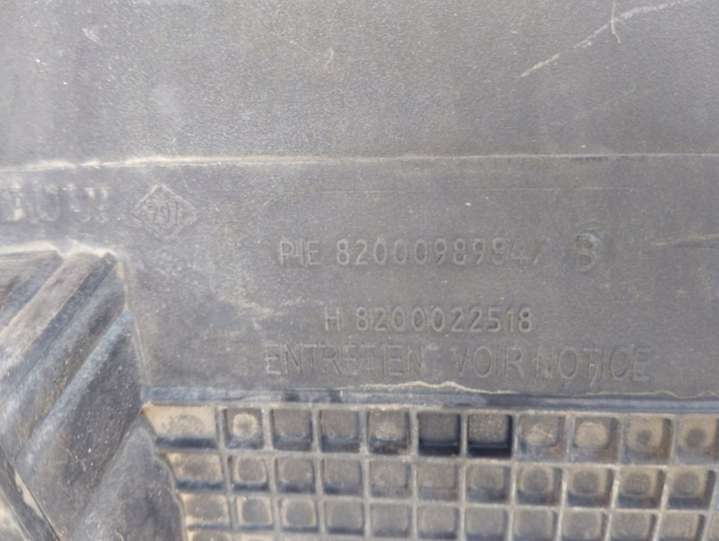 PIE 8200098994/ B
H 8200022518
ENTRETIEN VOIR NOTICE